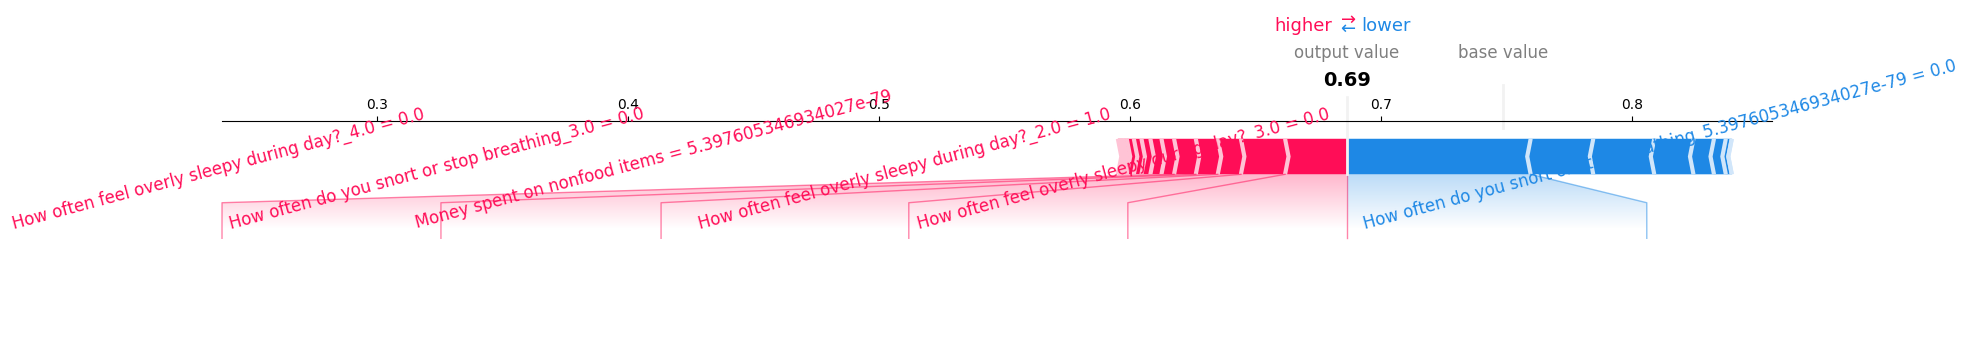 higher ⇄ lower
output value
base value
0.69
0.3
0.4
0.5
0.6
0.7
0.8
How often feel overly sleepy during day?_4.0 = 0.0
How often do you snort or stop breathing_3.0 = 0.0
Money spent on nonfood items = 5.397605346934027e-79
How often feel overly sleepy during day?_2.0 = 1.0
How often feel overly sleepy during day?_3.0 = 0.0
How often do you snort or stop breathing_5.397605346934027e-79 = 0.0